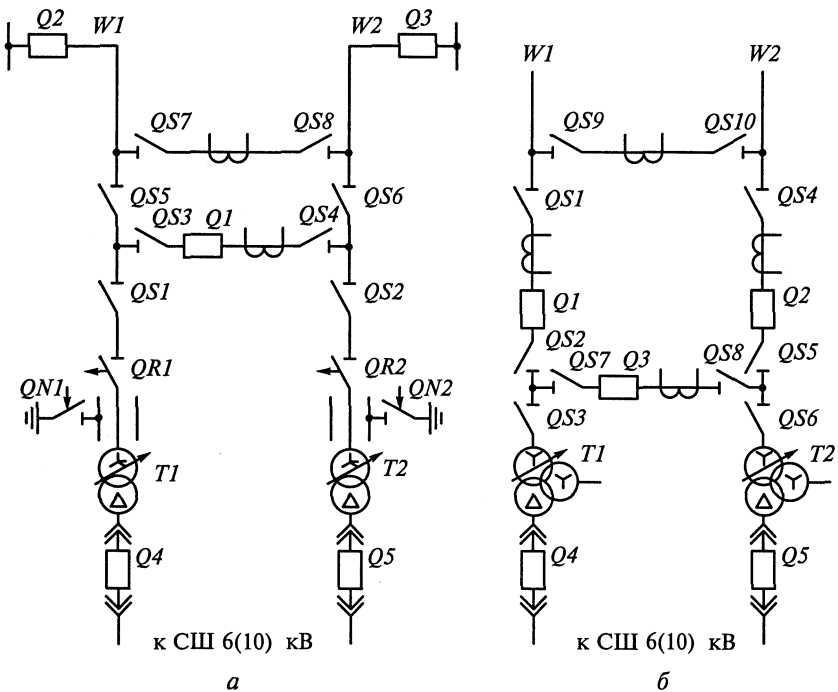 Q2 W1 W2 Q3
QS7 QS8
QS5 QS6
QS3 Q1 QS4
QS1 QS2
QR1 QR2
QN1 QN2
T1 T2
Q4 Q5
к СШ 6(10) кВ
а
W1 W2
QS9 QS10
QS1 QS4
Q1 Q2
QS2 QS5
QS7 Q3 QS8
QS3 QS6
T1 T2
Q4 Q5
к СШ 6(10) кВ
б